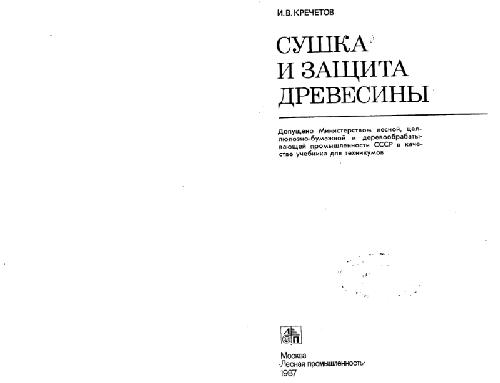 И. В. КРЕЧЕТОВ
СУШКА
И ЗАЩИТА
ДРЕВЕСИНЫ
Допущено Министерством лесной, цел-
люлозно-бумажной и деревообрабаты-
вающей промышленности СССР в каче-
стве учебника для техникумов
Москва
«Лесная промышленность»
1987